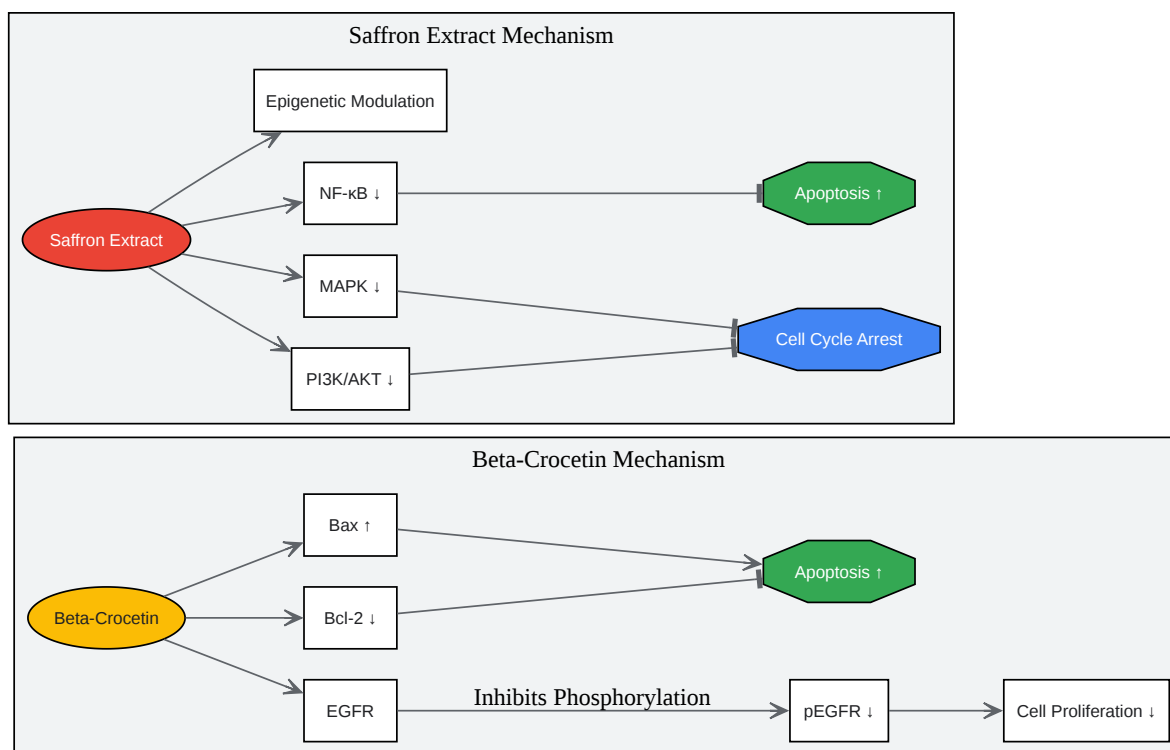 Saffron Extract Mechanism
Epigenetic Modulation
NF-κB ↓
Apoptosis ↑
Saffron Extract
MAPK ↓
Cell Cycle Arrest
PI3K/AKT ↓
Beta-Crocetin Mechanism
Bax ↑
Apoptosis ↑
Beta-Crocetin
Bcl-2 ↓
EGFR
Inhibits Phosphorylation
pEGFR ↓
Cell Proliferation ↓